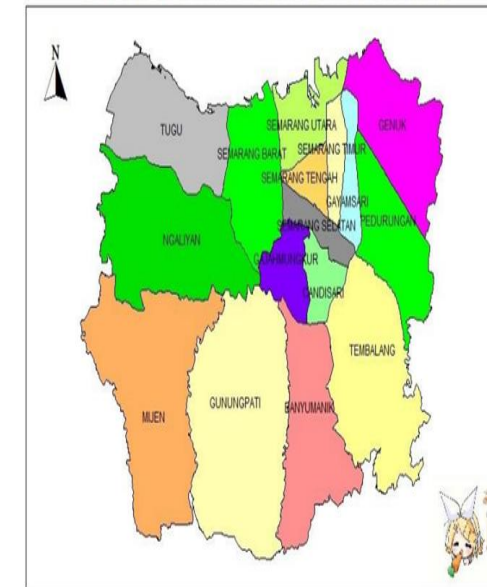 N
TUGU
SEMARANG UTARA
GENUK
SEMARANG BARAT
SEMARANG TIMUR
SEMARANG TENGAH
GAYAMSARI
PEDURUNGAN
SEMARANG SELATAN
NGALIYAN
GAJAHMUNGKUR
CANDISARI
TEMBALANG
GUNUNGPATI
BANYUMANIK
MIJEN